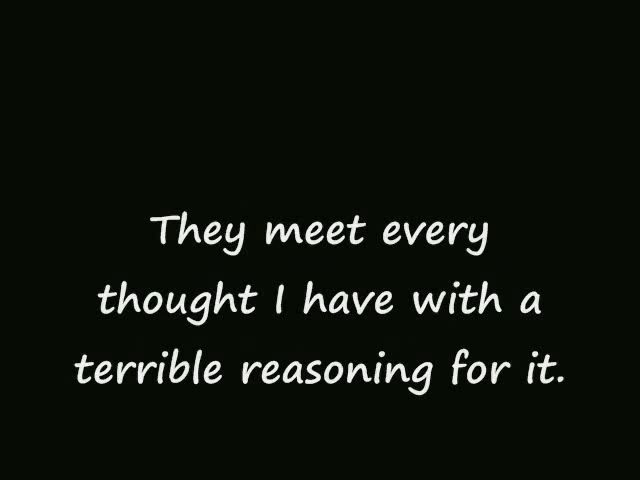 They meet every
thought I have with a
terrible reasoning for it.